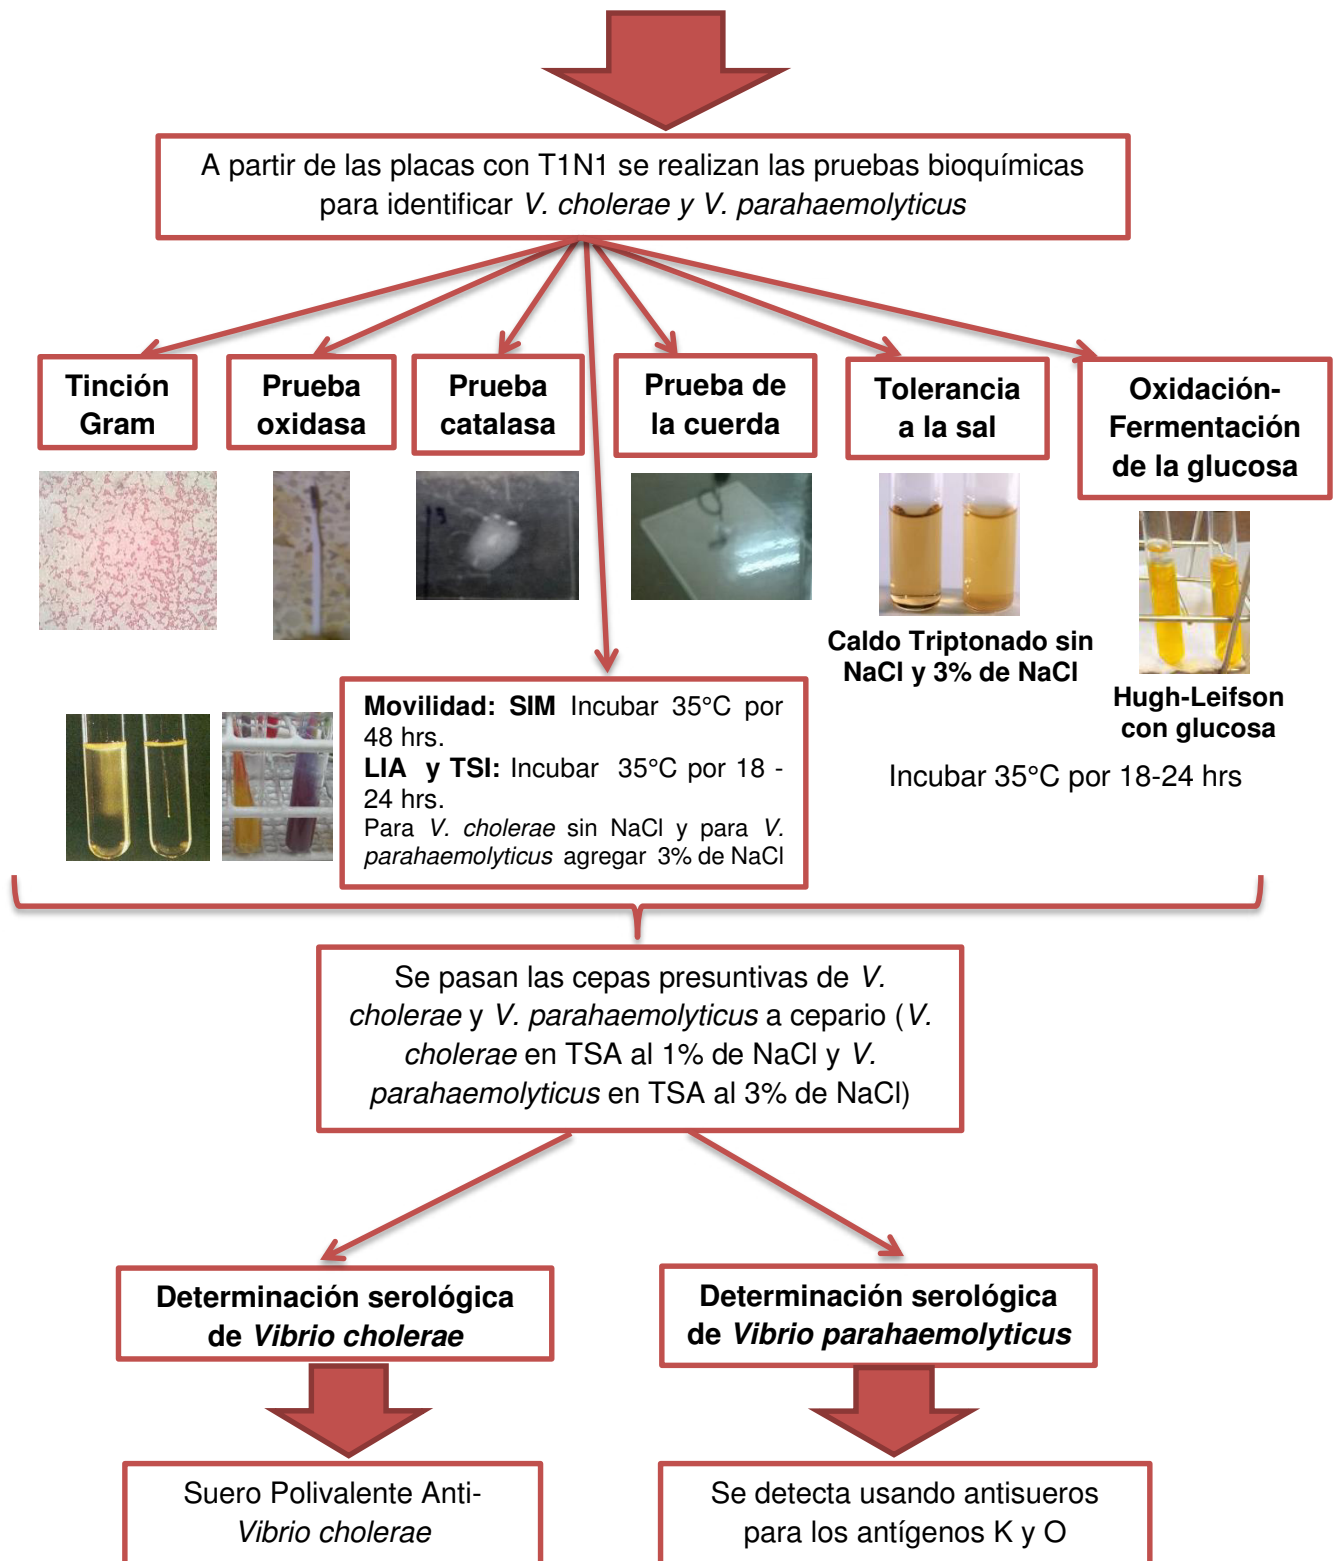 A partir de las placas con T1N1 se realizan las pruebas bioquímicas
para identificar V. cholerae y V. parahaemolyticus
Tinción
Gram
Prueba
oxidasa
Prueba
catalasa
Prueba de
la cuerda
Tolerancia
a la sal
Oxidación-
Fermentación
de la glucosa
Caldo Triptonado sin
NaCl y 3% de NaCl
Hugh-Leifson
con glucosa
Incubar 35°C por 18-24 hrs
Movilidad: SIM Incubar 35°C por
48 hrs.
LIA y TSI: Incubar 35°C por 18 -
24 hrs.
Para V. cholerae sin NaCl y para V.
parahaemolyticus agregar 3% de NaCl
Se pasan las cepas presuntivas de V.
cholerae y V. parahaemolyticus a cepario (V.
cholerae en TSA al 1% de NaCl y V.
parahaemolyticus en TSA al 3% de NaCl)
Determinación serológica
de Vibrio cholerae
Determinación serológica
de Vibrio parahaemolyticus
Suero Polivalente Anti-
Vibrio cholerae
Se detecta usando antisueros
para los antígenos K y O